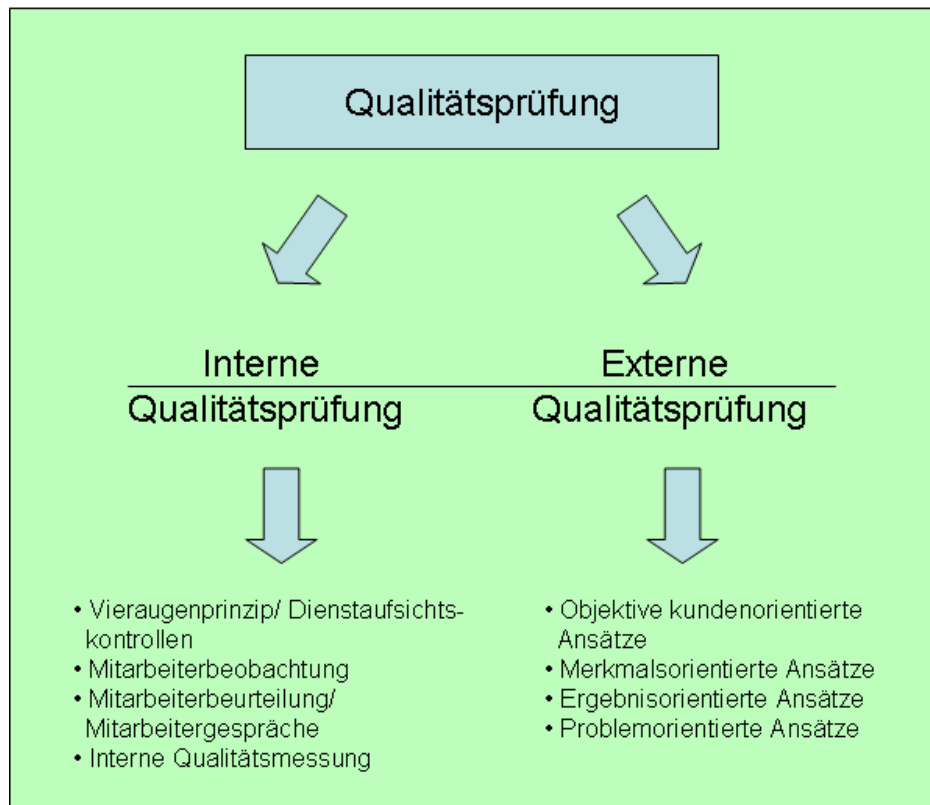 Qualitätsprüfung
Interne
Qualitätsprüfung
Externe
Qualitätsprüfung
• Vieraugenprinzip/ Dienstaufsichts-
kontrollen
• Mitarbeiterbeobachtung
• Mitarbeiterbeurteilung/
Mitarbeitergespräche
• Interne Qualitätsmessung
• Objektive kundenorientierte
Ansätze
• Merkmalsorientierte Ansätze
• Ergebnisorientierte Ansätze
• Problemorientierte Ansätze